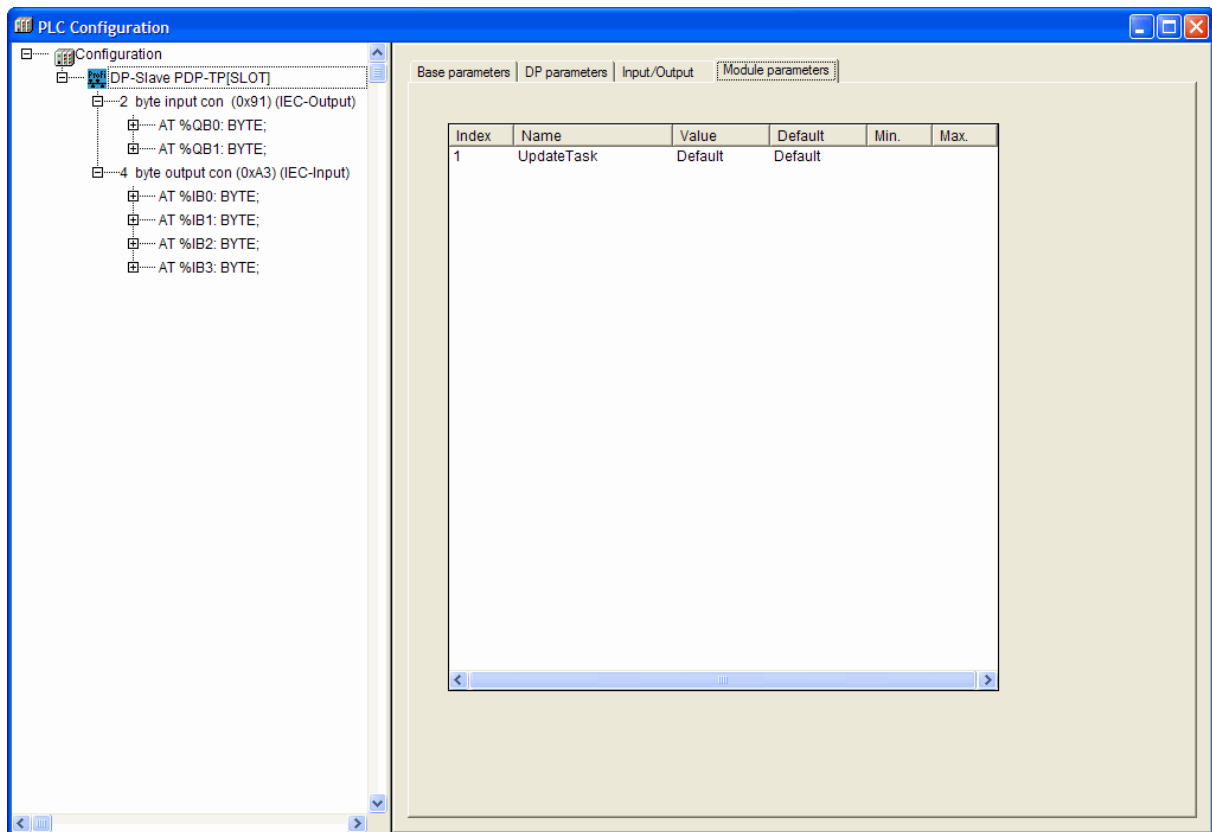 PLC Configuration
Configuration
Profi DP-Slave PDP-TP[SLOT]
2 byte input con (0x91) (IEC-Output)
AT %QB0: BYTE;
AT %QB1: BYTE;
4 byte output con (0xA3) (IEC-Input)
AT %IB0: BYTE;
AT %IB1: BYTE;
AT %IB2: BYTE;
AT %IB3: BYTE;
Base parameters DP parameters Input/Output Module parameters
Index Name Value Default Min. Max.
1 UpdateTask Default Default